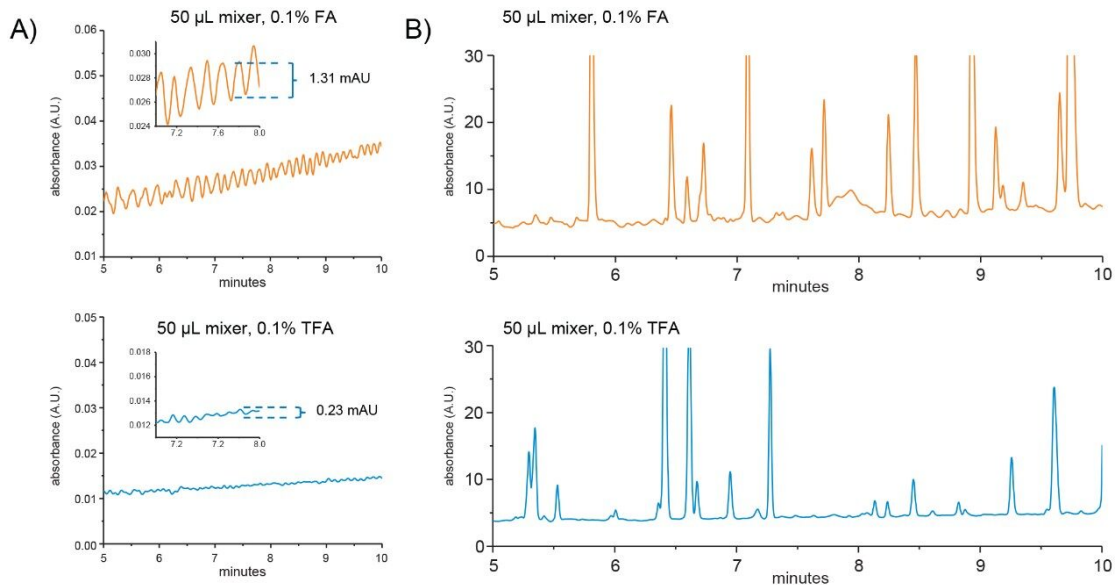 A)
50 µL mixer, 0.1% FA
absorbance (A.U.)
0.06
0.05
0.04
0.03
0.02
0.01
0.030
0.028
0.026
0.024
7.2 7.6 8.0
1.31 mAU
5 6 7 8 9 10
minutes
50 µL mixer, 0.1% TFA
absorbance (A.U.)
0.05
0.04
0.03
0.02
0.01
0.00
0.018
0.016
0.014
0.012
7.2 7.2 8.0
0.23 mAU
5 6 7 8 9 10
minutes
B)
50 µL mixer, 0.1% FA
absorbance (A.U.)
30
20
10
0
5 6 7 8 9 10
minutes
50 µL mixer, 0.1% TFA
absorbance (A.U.)
30
20
10
0
5 6 7 8 9 10
minutes